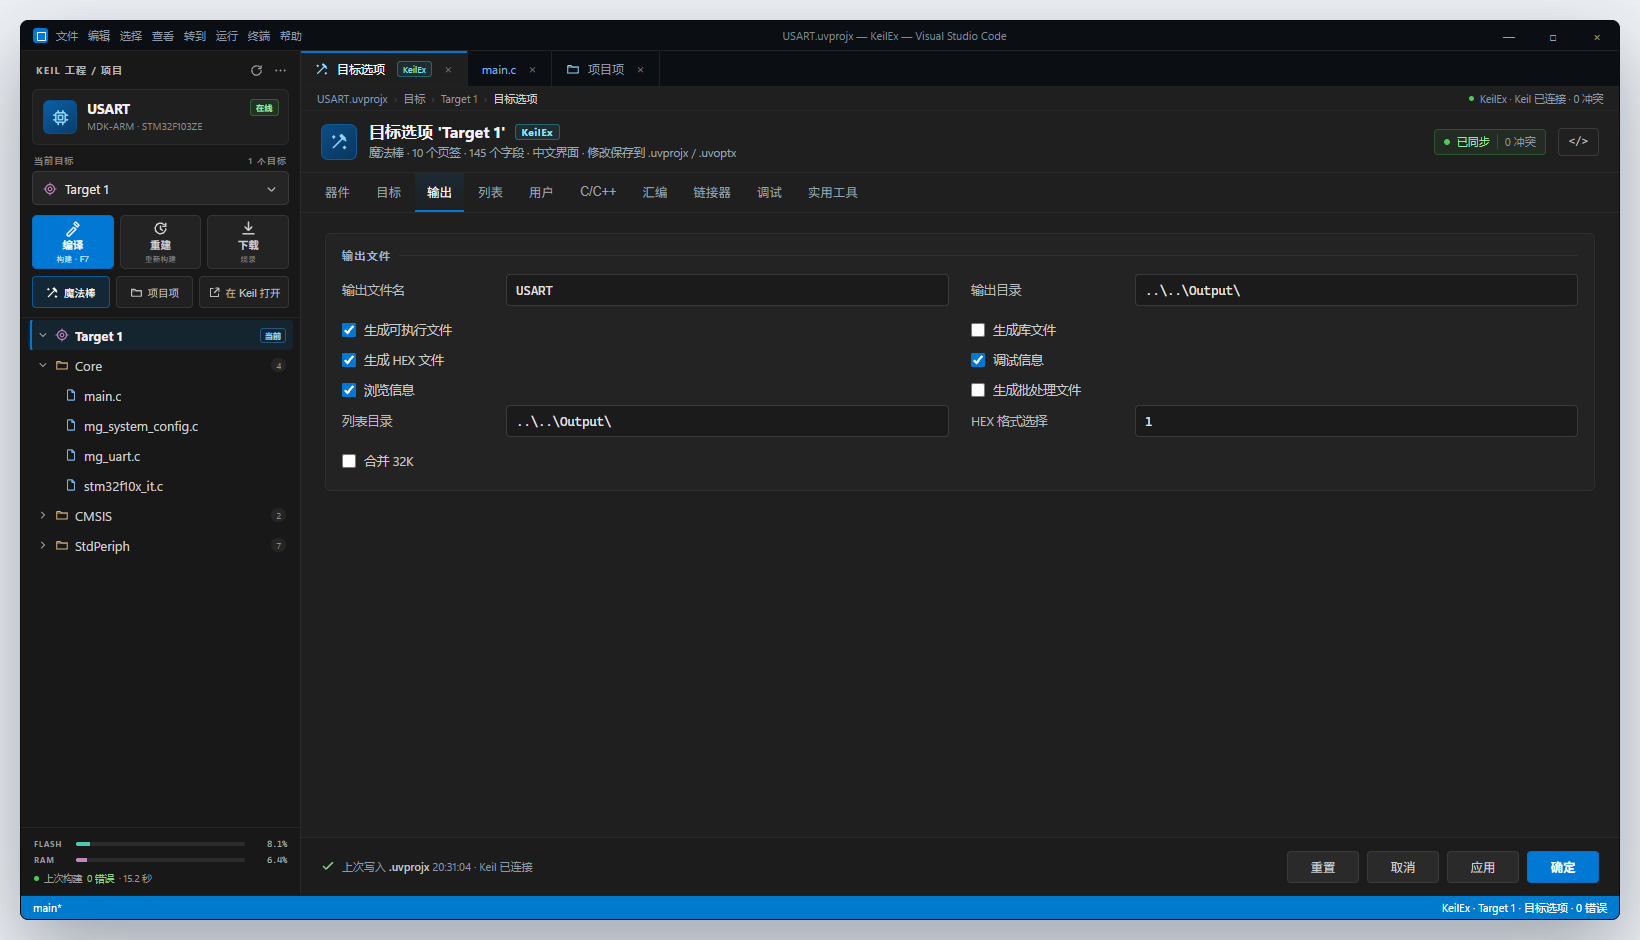 文件 编辑 选择 查看 转到 运行 终端 帮助
USART.uvprojx — KeilEx — Visual Studio Code
KEIL 工程 / 项目
USART
在线
MDK-ARM · STM32F103ZE
当前目标
1 个目标
Target 1
编译
构建 · F7
重建
重新构建
下载
烧录
魔法棒
项目项
在 Keil 打开
Target 1
当前
Core
4
main.c
mg_system_config.c
mg_uart.c
stm32f10x_it.c
CMSIS
2
StdPeriph
7
FLASH
8.1%
RAM
6.4%
上次构建 0 错误 · 15.2 秒
目标选项 KeilEx ×
main.c ×
项目项 ×
USART.uvprojx › 目标 › Target 1 › 目标选项
KeilEx · Keil 已连接 · 0 冲突
目标选项 'Target 1' KeilEx
魔法棒 · 10 个页签 · 145 个字段 · 中文界面 · 修改保存到 .uvprojx / .uvoptx
已同步 0 冲突
</>
器件 目标 输出 列表 用户 C/C++ 汇编 链接器 调试 实用工具
输出文件
输出文件名
USART
输出目录
..\..\Output\
生成可执行文件
生成库文件
生成 HEX 文件
调试信息
浏览信息
生成批处理文件
列表目录
..\..\Output\
HEX 格式选择
1
合并 32K
上次写入 .uvprojx 20:31:04 · Keil 已连接
重置
取消
应用
确定
main*
KeilEx · Target 1 · 目标选项 · 0 错误